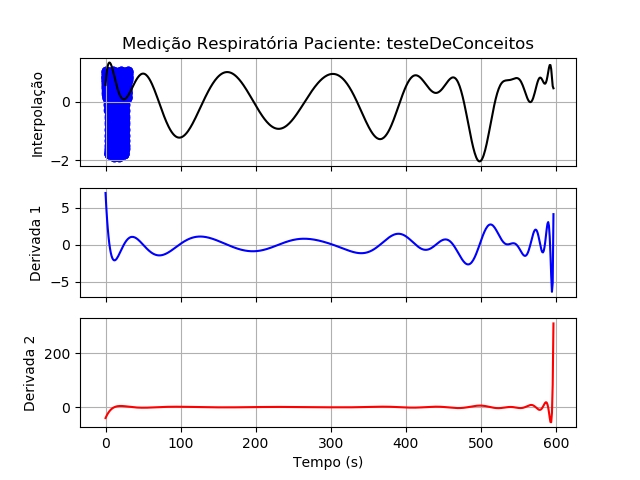 Medição Respiratória Paciente: testeDeConceitos
Interpolação
0
−2
Derivada 1
5
0
−5
Derivada 2
200
0
0 100 200 300 400 500 600
Tempo (s)